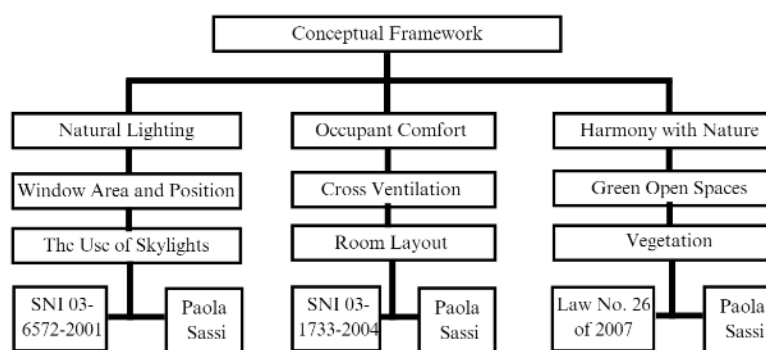 Conceptual Framework
Natural Lighting
Occupant Comfort
Harmony with Nature
Window Area and Position
Cross Ventilation
Green Open Spaces
The Use of Skylights
Room Layout
Vegetation
SNI 03-
6572-2001
Paola
Sassi
SNI 03-
1733-2004
Paola
Sassi
Law No. 26
of 2007
Paola
Sassi